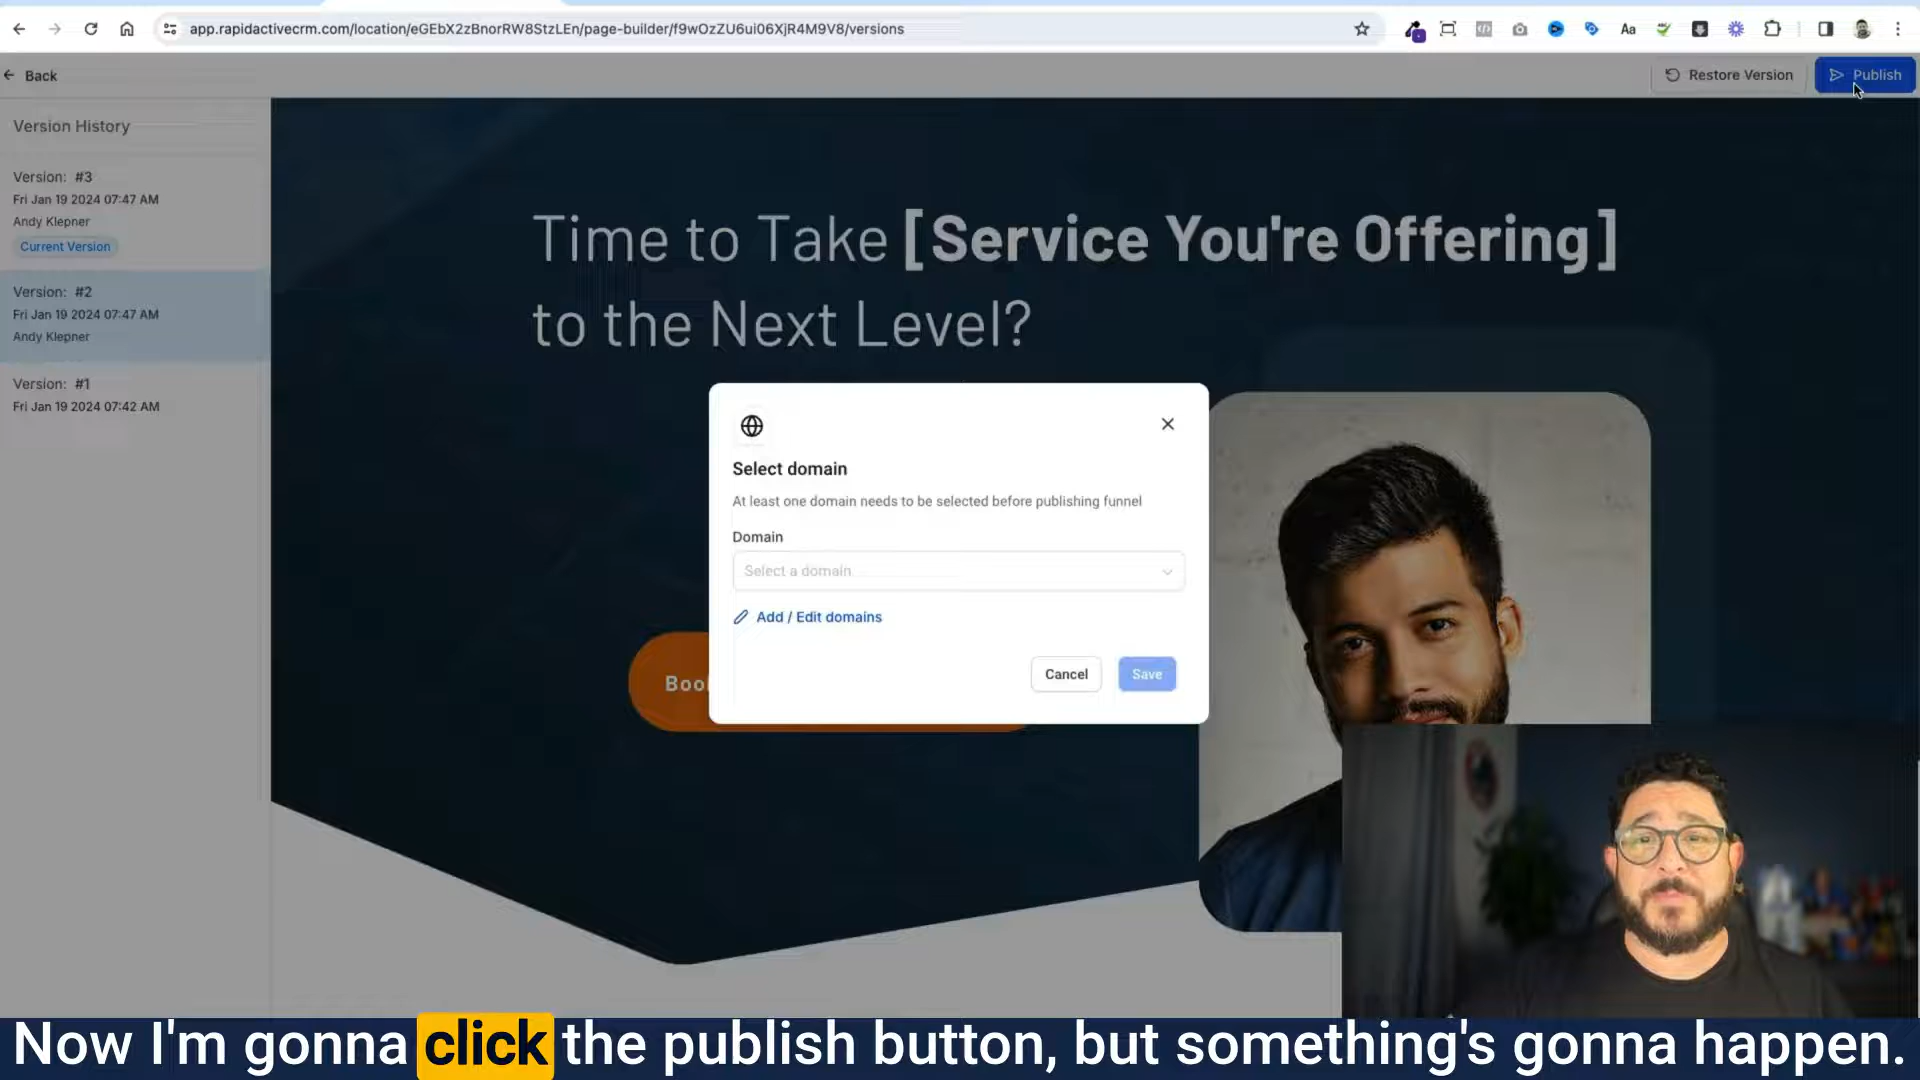 app.rapidactivecrm.com/location/eGEbX2zBnorRW8StzLEn/page-builder/f9wOzZU6ui06XjR4M9V8/versions
Aa
Back
Restore Version
Publish
Version History
Version: #3
Fri Jan 19 2024 07:47 AM
Andy Klepner
Current Version
Version: #2
Fri Jan 19 2024 07:47 AM
Andy Klepner
Version: #1
Fri Jan 19 2024 07:42 AM
Time to Take [Service You're Offering]
to the Next Level?
Select domain
At least one domain needs to be selected before publishing funnel
Domain
Select a domain
Add / Edit domains
Cancel
Save
Now I'm gonna click the publish button, but something's gonna happen.